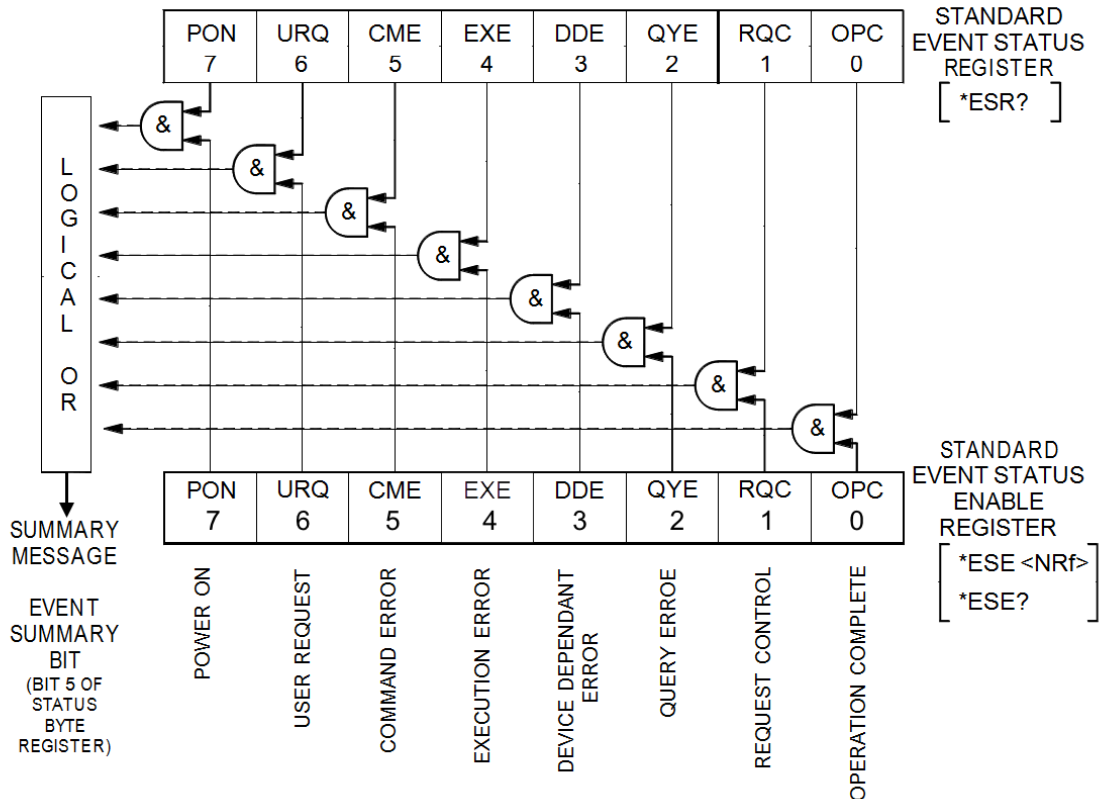 PON URQ CME EXE DDE QYE RQC OPC
7 6 5 4 3 2 1 0
STANDARD
EVENT STATUS
REGISTER
*ESR?
&
&
&
&
&
&
&
&
LOGICAL OR
PON URQ CME EXE DDE QYE RQC OPC
7 6 5 4 3 2 1 0
STANDARD
EVENT STATUS
ENABLE
REGISTER
*ESE <NRf>
*ESE?
SUMMARY
MESSAGE
EVENT
SUMMARY
BIT
(BIT 5 OF
STATUS
BYTE
REGISTER)
POWER ON
USER REQUEST
COMMAND ERROR
EXECUTION ERROR
DEVICE DEPENDANT
ERROR
QUERY ERROE
REQUEST CONTROL
OPERATION COMPLETE